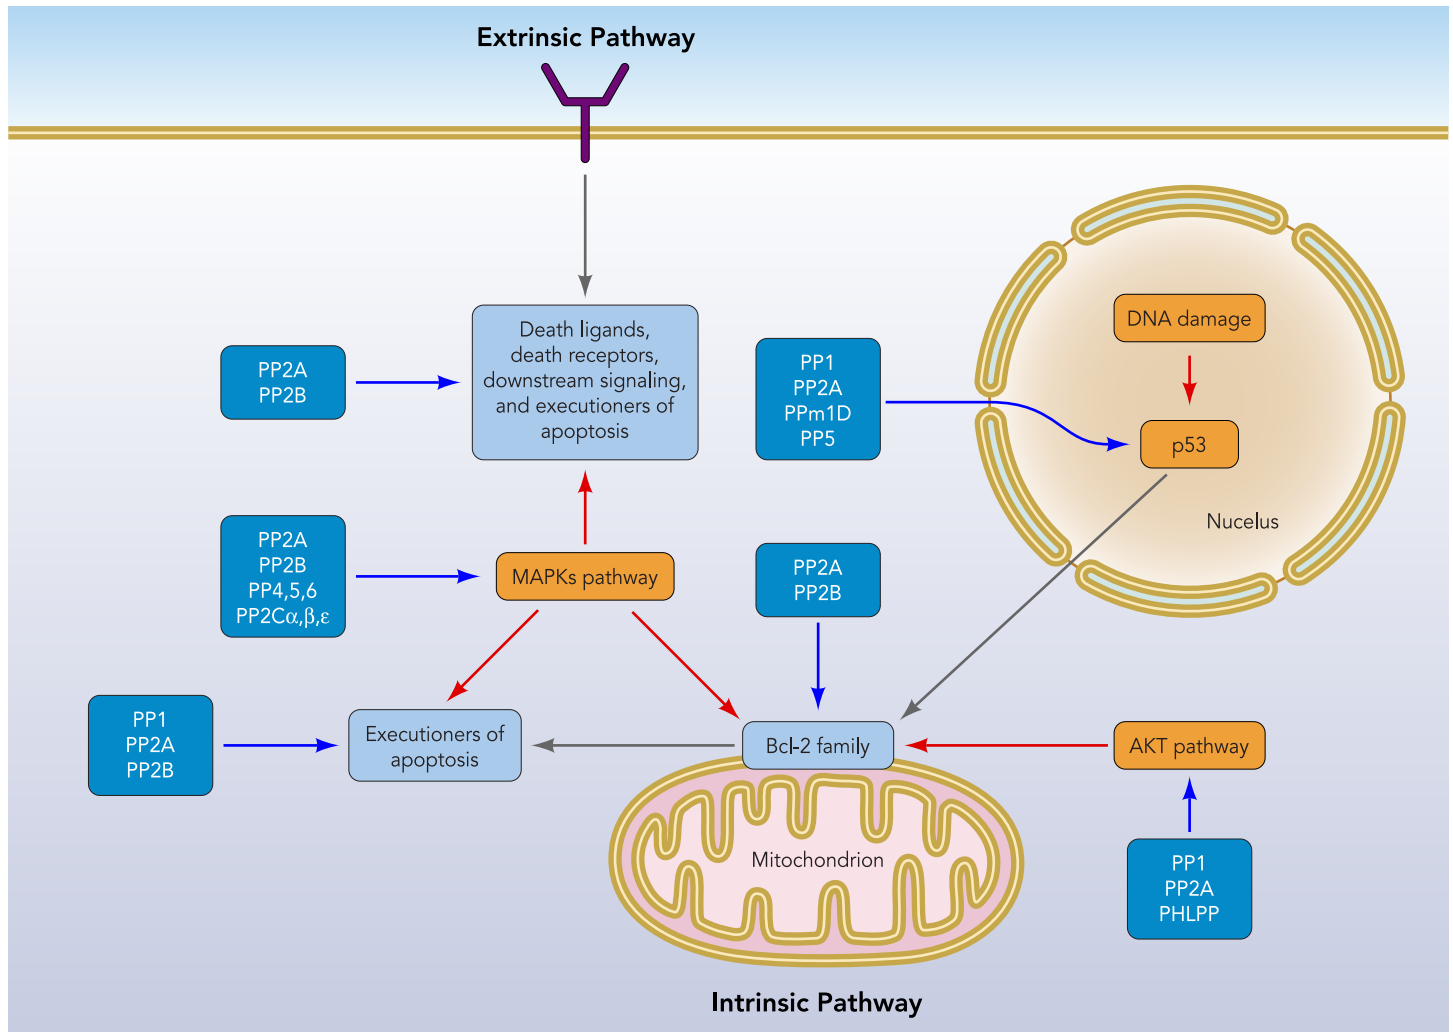 Extrinsic Pathway
Death ligands,
death receptors,
downstream signaling,
and executioners of
apoptosis
PP2A
PP2B
PP1
PP2A
PPm1D
PP5
DNA damage
p53
Nucelus
PP2A
PP2B
PP4,5,6
PP2Cα,β,ε
MAPKs pathway
PP2A
PP2B
PP1
PP2A
PP2B
Executioners of
apoptosis
Bcl-2 family
AKT pathway
Mitochondrion
PP1
PP2A
PHLPP
Intrinsic Pathway